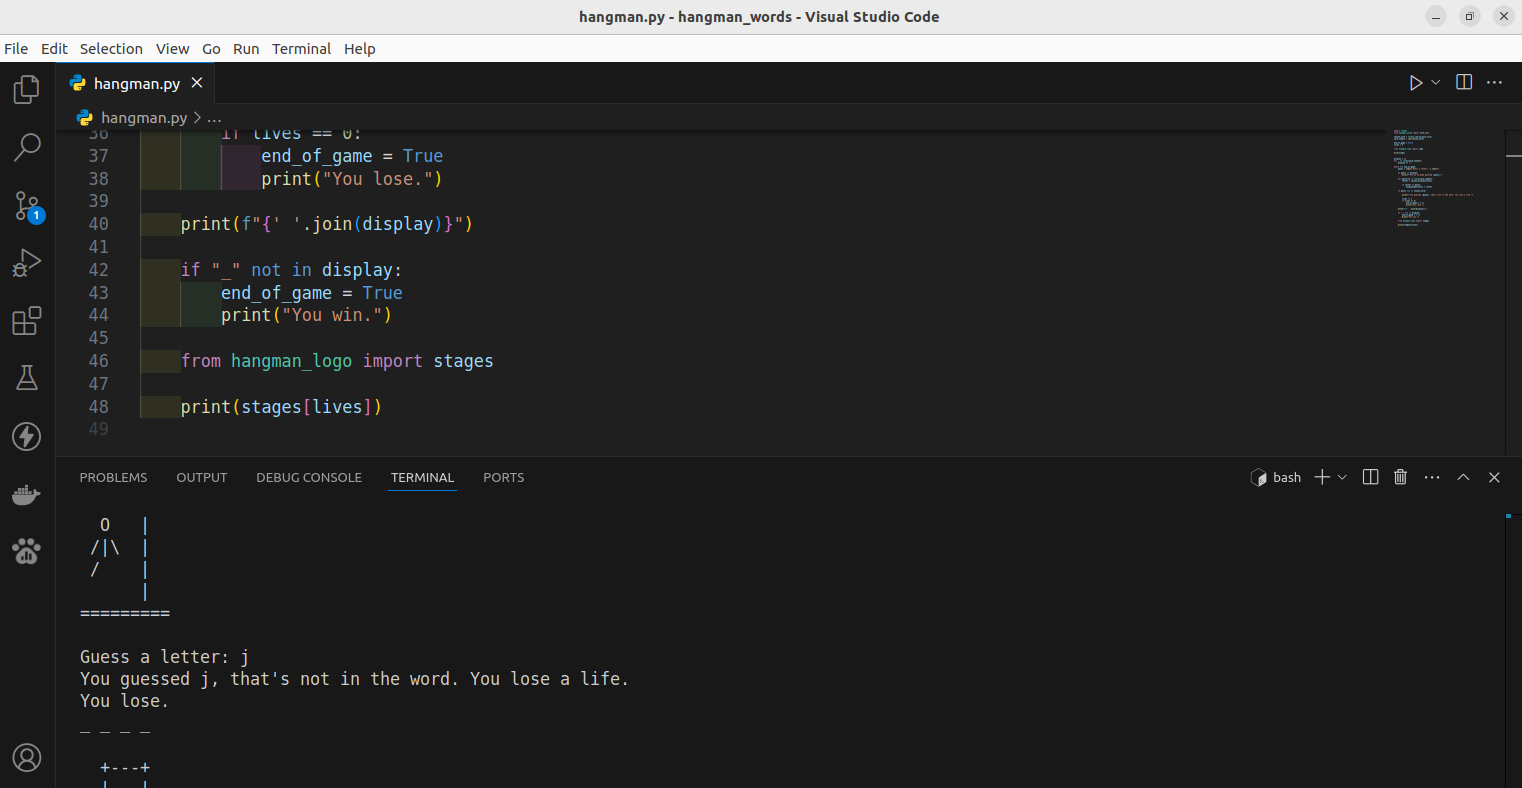 hangman.py - hangman_words - Visual Studio Code
File Edit Selection View Go Run Terminal Help
hangman.py
hangman.py > ...
36 if lives == 0:
37 end_of_game = True
38 print("You lose.")
39
40 print(f"{' '.join(display)}")
41
42 if "_" not in display:
43 end_of_game = True
44 print("You win.")
45
46 from hangman_logo import stages
47
48 print(stages[lives])
49
1
PROBLEMS OUTPUT DEBUG CONSOLE TERMINAL PORTS
bash
  O   |
 /|\  |
 /    |
      |
=========
Guess a letter: j
You guessed j, that's not in the word. You lose a life.
You lose.
_ _ _ _
  +---+
  |   |